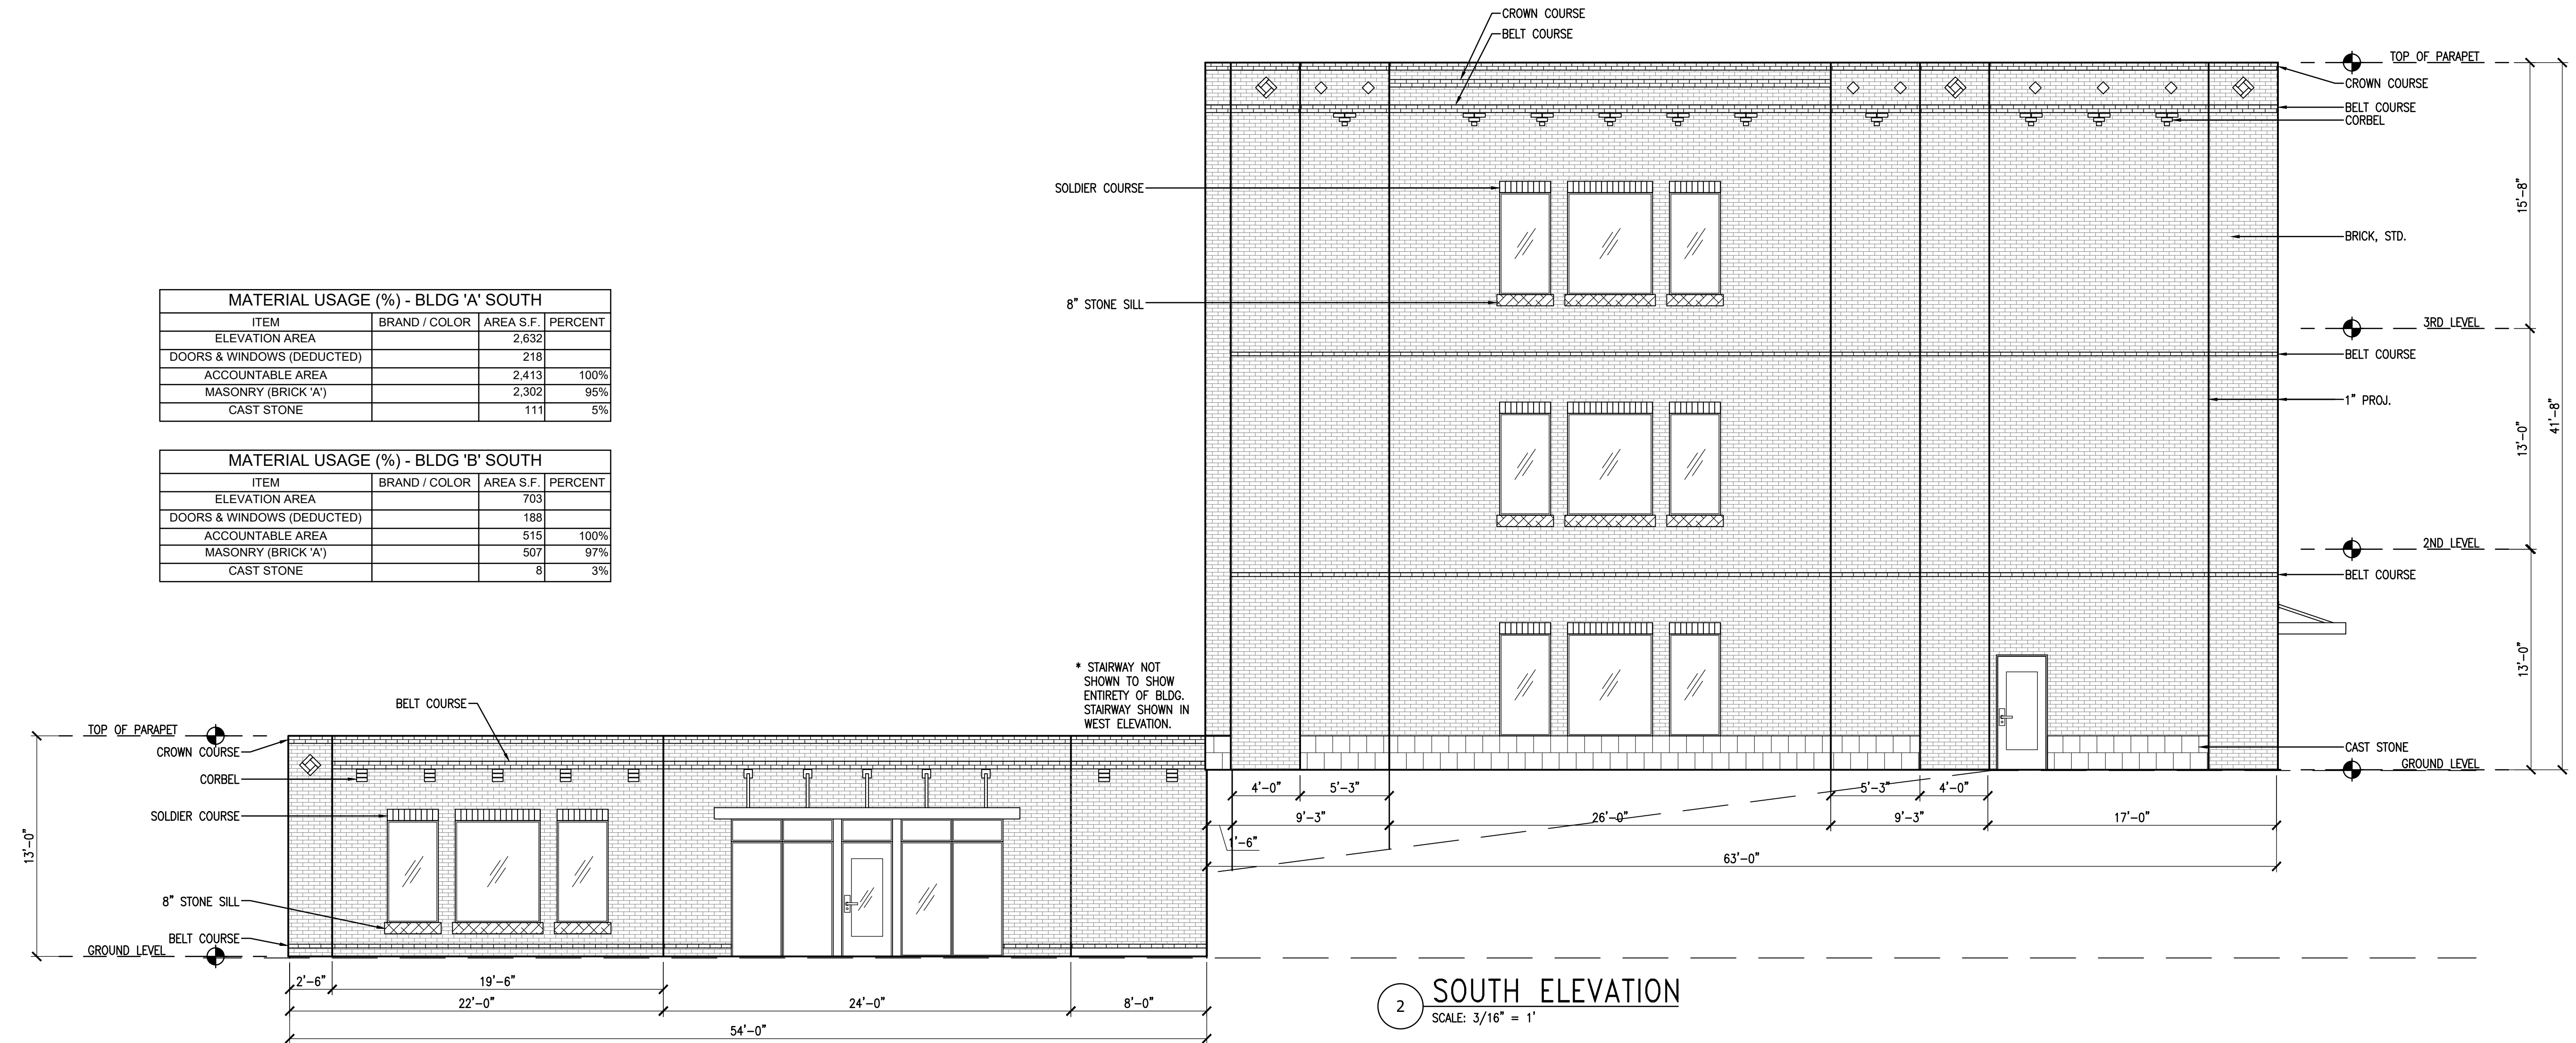 CROWN COURSE
BELT COURSE
TOP OF PARAPET
CROWN COURSE
BELT COURSE
CORBEL
SOLDIER COURSE
15'-8"
BRICK, STD.
MATERIAL USAGE (%) - BLDG 'A' SOUTH
ITEM BRAND / COLOR AREA S.F. PERCENT
ELEVATION AREA 2,632
DOORS & WINDOWS (DEDUCTED) 218
ACCOUNTABLE AREA 2,413 100%
MASONRY (BRICK 'A') 2,302 95%
CAST STONE 111 5%
8" STONE SILL
3RD LEVEL
BELT COURSE
1" PROJ.
41'-8"
13'-0"
MATERIAL USAGE (%) - BLDG 'B' SOUTH
ITEM BRAND / COLOR AREA S.F. PERCENT
ELEVATION AREA 703
DOORS & WINDOWS (DEDUCTED) 188
ACCOUNTABLE AREA 515 100%
MASONRY (BRICK 'A') 507 97%
CAST STONE 8 3%
2ND LEVEL
BELT COURSE
13'-0"
* STAIRWAY NOT
SHOWN TO SHOW
ENTIRETY OF BLDG.
STAIRWAY SHOWN IN
WEST ELEVATION.
BELT COURSE
TOP OF PARAPET
CROWN COURSE
CORBEL
SOLDIER COURSE
13'-0"
8" STONE SILL
BELT COURSE
GROUND LEVEL
CAST STONE
GROUND LEVEL
4'-0" 5'-3" 5'-3" 4'-0"
9'-3" 26'-0" 9'-3" 17'-0"
1'-6"
63'-0"
2'-6" 19'-6"
22'-0" 24'-0" 8'-0"
54'-0"
2 SOUTH ELEVATION
SCALE: 3/16" = 1'